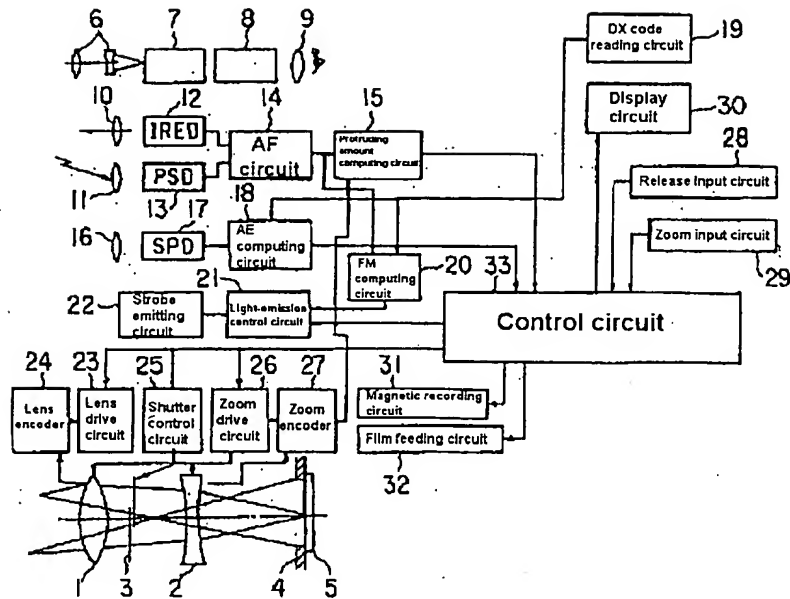 6
7
8
9
DX code
reading circuit
19
10
12
14
15
Display
circuit
30
IRED
AF
circuit
Protruding
amount computing circuit
28
Release Input circuit
11
PSD
13
17
18
16
SPD
AE
computing
circuit
Zoom input circuit
29
FM
computing
circuit
20
33
21
22
Strobe
emitting
circuit
Light-emission
control circuit
Control circuit
24
23
25
26
27
31
Lens
encoder
Lens
drive
circuit
Shutter
control
circuit
Zoom
drive
circuit
Zoom
encoder
Magnetic recording
circuit
Film feeding circuit
32
1
3
2
4
5